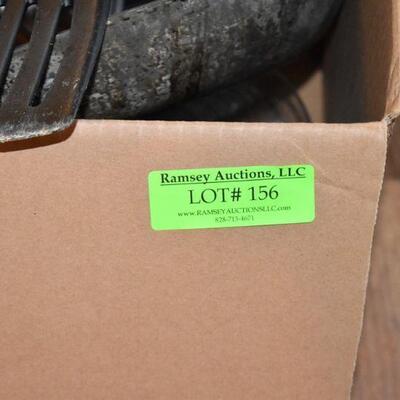 Ramsey Auctions, LLC
LOT# 156
www.RAMSEYAUCTIONSLLC.com
828-713-4671